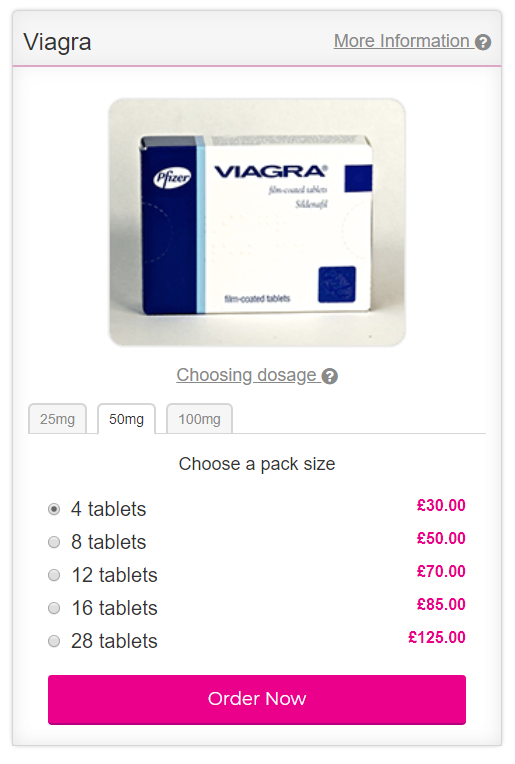 Viagra
More Information ?
Pfizer
VIAGRA®
film-coated tablets
Sildenafil
film-coated tablets
Choosing dosage ?
25mg
50mg
100mg
Choose a pack size
4 tablets £30.00
8 tablets £50.00
12 tablets £70.00
16 tablets £85.00
28 tablets £125.00
Order Now